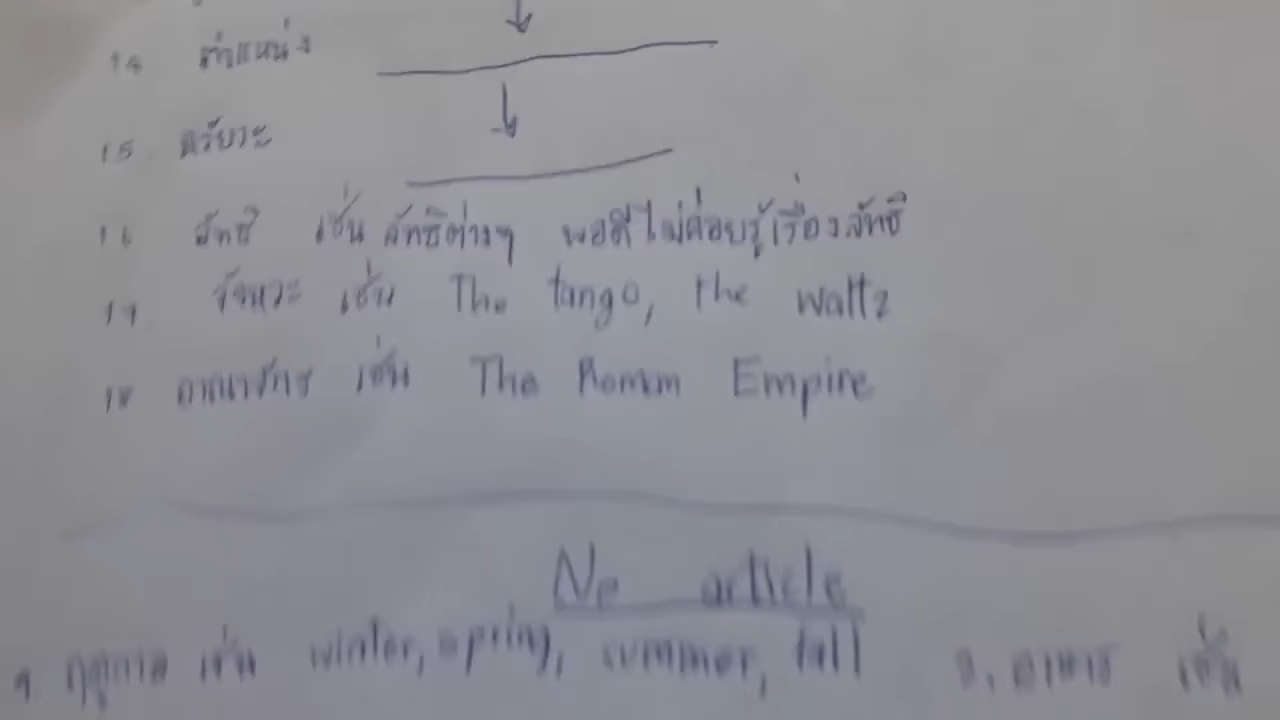 14 ตำแหน่ง
15. อวัยวะ
16 ลัทธิ เช่น ลัทธิต่างๆ พอดีไม่ค่อยรู้เรื่องลัทธิ
17 จังหวะ เช่น The tango, the waltz
18 อาณาจักร เช่น The Roman Empire
No article
1. ฤดูกาล เช่น winter, spring, summer, fall 2. อาหาร เช่น